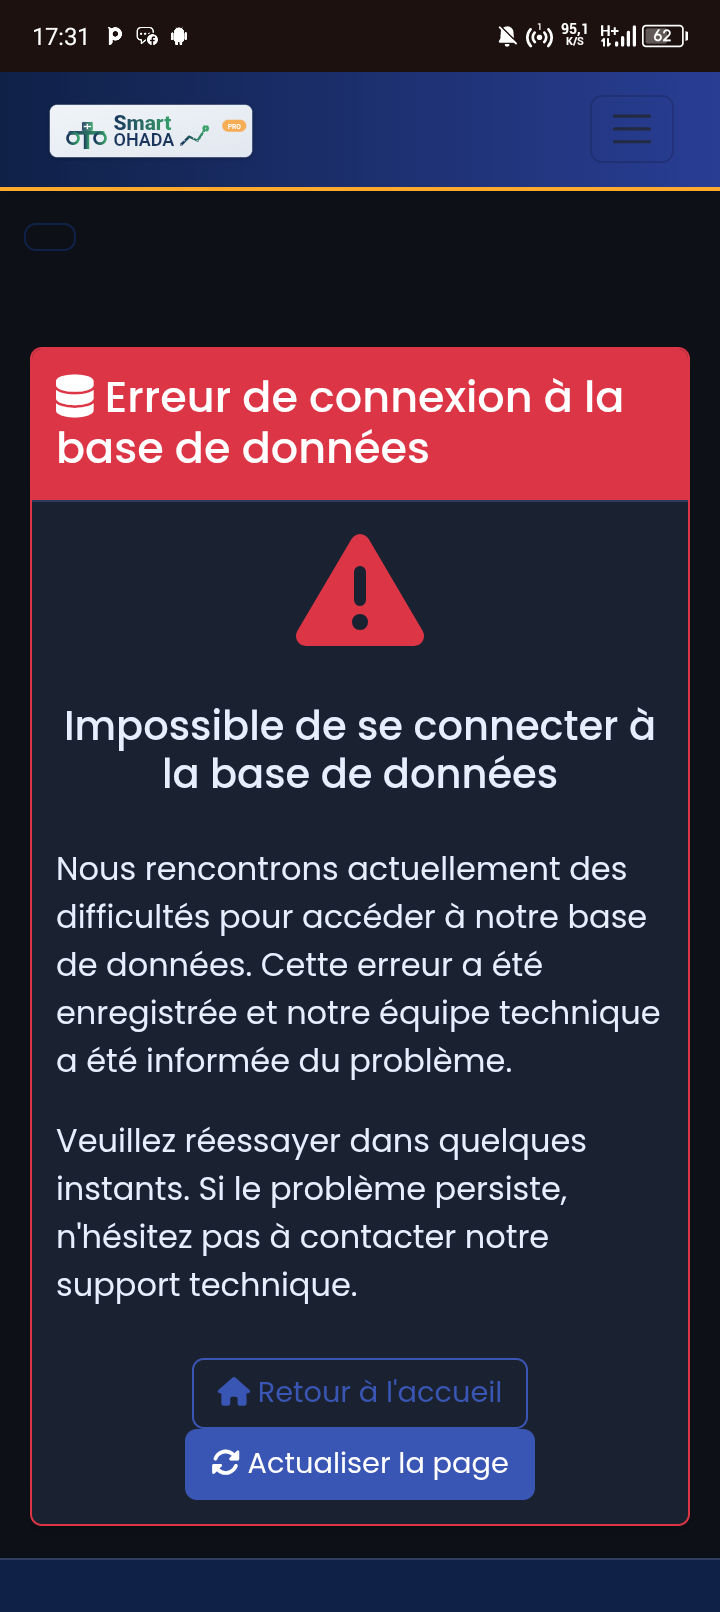 17:31
1
95,1
K/S
H+
62
Smart
OHADA
PRO
Erreur de connexion à la
base de données
Impossible de se connecter à
la base de données
Nous rencontrons actuellement des
difficultés pour accéder à notre base
de données. Cette erreur a été
enregistrée et notre équipe technique
a été informée du problème.
Veuillez réessayer dans quelques
instants. Si le problème persiste,
n'hésitez pas à contacter notre
support technique.
Retour à l'accueil
Actualiser la page